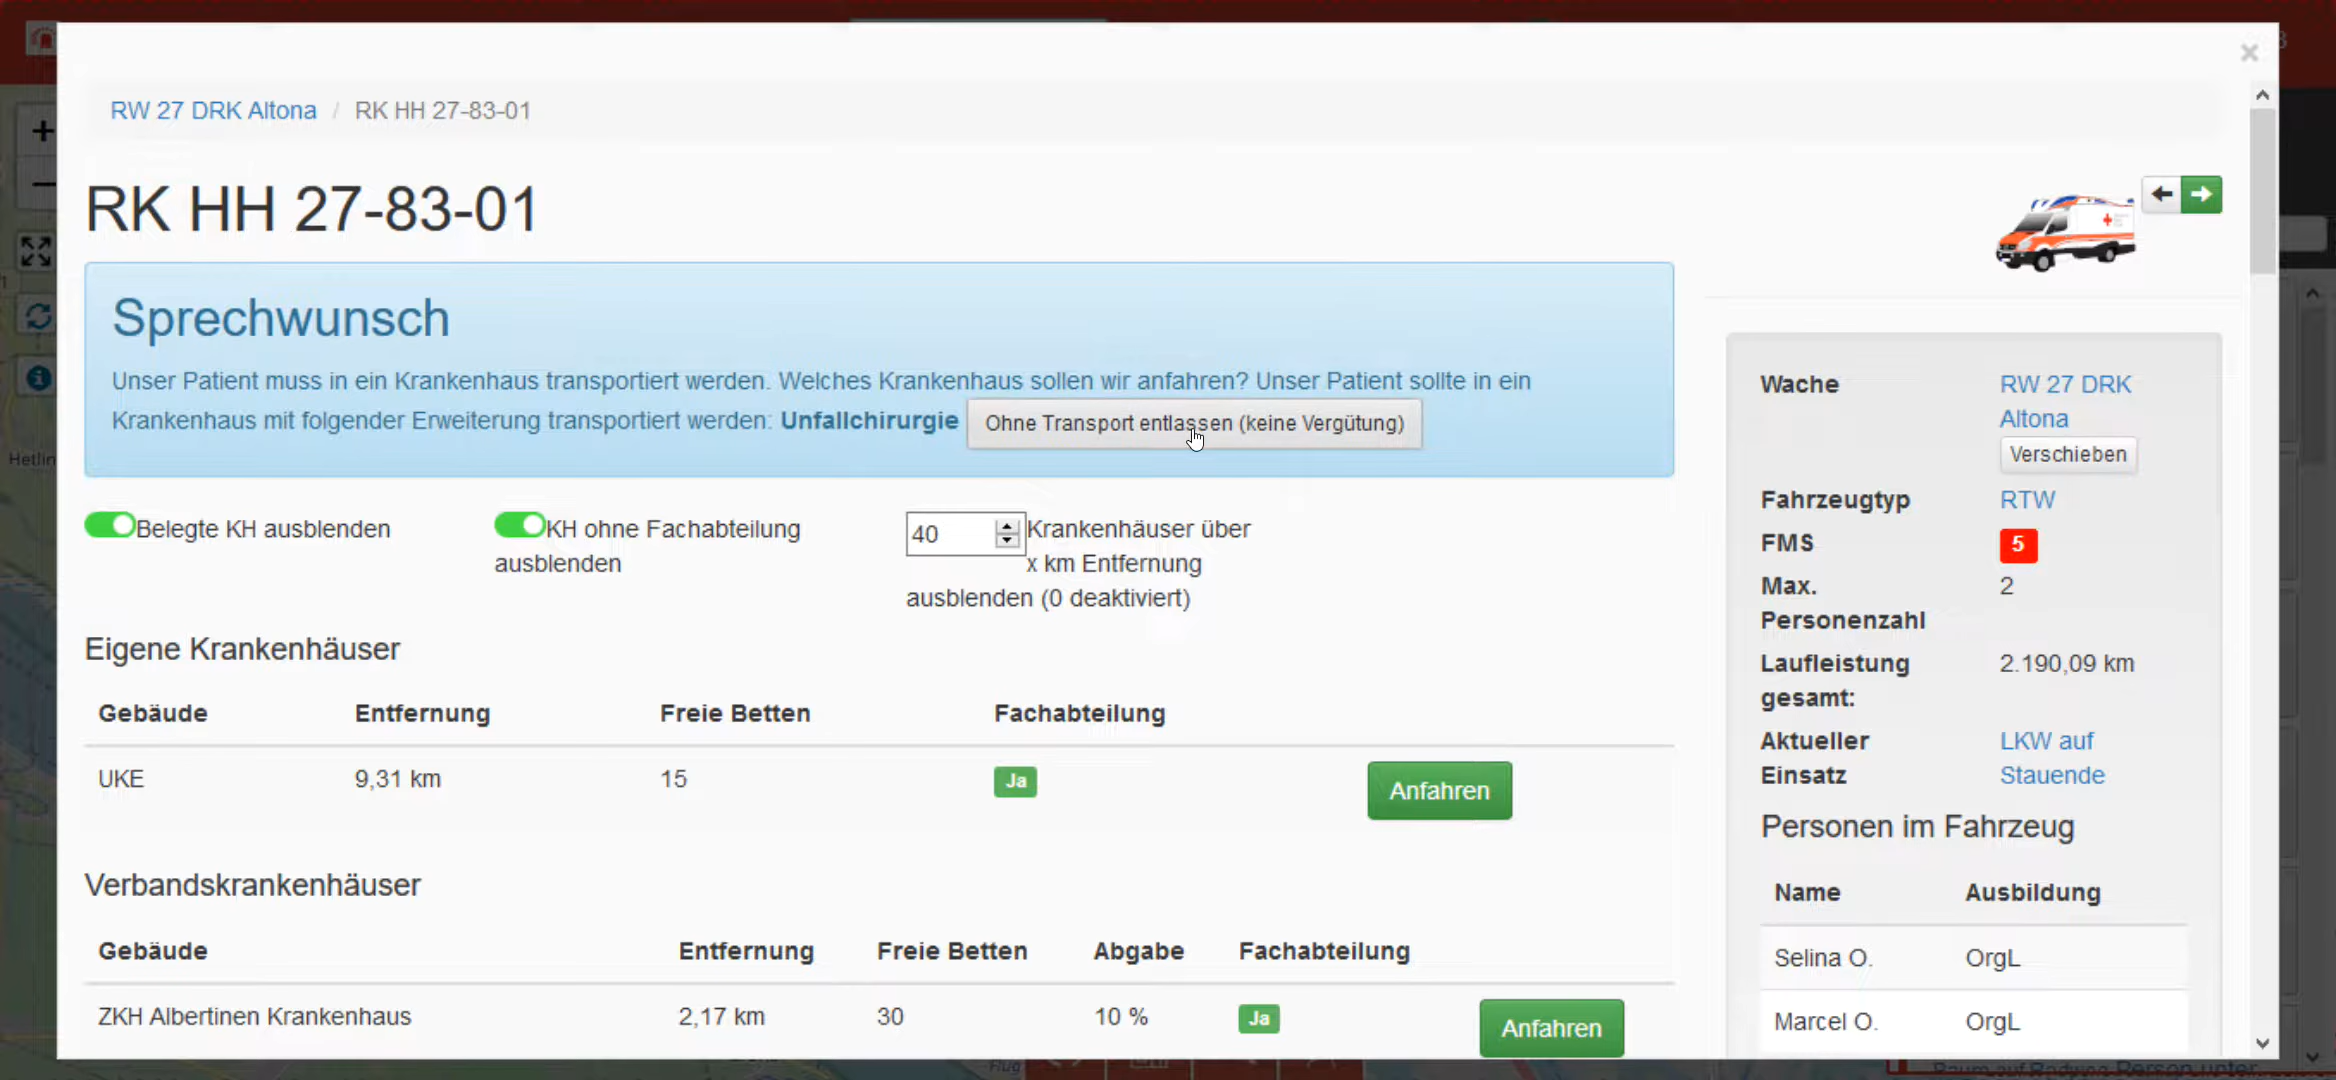 RW 27 DRK Altona / RK HH 27-83-01
RK HH 27-83-01
Sprechwunsch
Unser Patient muss in ein Krankenhaus transportiert werden. Welches Krankenhaus sollen wir anfahren? Unser Patient sollte in ein
Krankenhaus mit folgender Erweiterung transportiert werden: Unfallchirurgie Ohne Transport entlassen (keine Vergütung)
Belegte KH ausblenden
KH ohne Fachabteilung
ausblenden
40 Krankenhäuser über
x km Entfernung
ausblenden (0 deaktiviert)
Eigene Krankenhäuser
Gebäude Entfernung Freie Betten Fachabteilung
UKE 9,31 km 15 Ja Anfahren
Verbandskrankenhäuser
Gebäude Entfernung Freie Betten Abgabe Fachabteilung
ZKH Albertinen Krankenhaus 2,17 km 30 10 % Ja Anfahren
Wache RW 27 DRK
Altona
Verschieben
Fahrzeugtyp RTW
FMS 5
Max. 2
Personenzahl
Laufleistung 2.190,09 km
gesamt:
Aktueller LKW auf
Einsatz Stauende
Personen im Fahrzeug
Name Ausbildung
Selina O. OrgL
Marcel O. OrgL
Hetlin